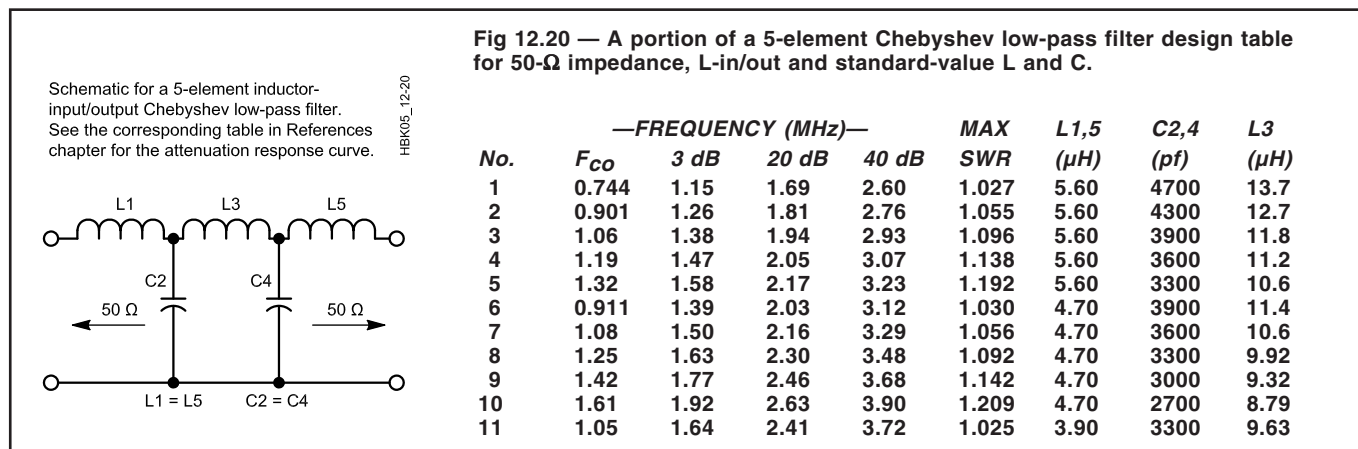 Fig 12.20 — A portion of a 5-element Chebyshev low-pass filter design table
for 50-Ω impedance, L-in/out and standard-value L and C.
Schematic for a 5-element inductor-
input/output Chebyshev low-pass filter.
See the corresponding table in References
chapter for the attenuation response curve.
HBK05_12-20
L1 L3 L5
C2 C4
50 Ω 50 Ω
L1 = L5 C2 = C4
—FREQUENCY (MHz)— MAX L1,5 C2,4 L3
No. FCO 3 dB 20 dB 40 dB SWR (μH) (pf) (μH)
1 0.744 1.15 1.69 2.60 1.027 5.60 4700 13.7
2 0.901 1.26 1.81 2.76 1.055 5.60 4300 12.7
3 1.06 1.38 1.94 2.93 1.096 5.60 3900 11.8
4 1.19 1.47 2.05 3.07 1.138 5.60 3600 11.2
5 1.32 1.58 2.17 3.23 1.192 5.60 3300 10.6
6 0.911 1.39 2.03 3.12 1.030 4.70 3900 11.4
7 1.08 1.50 2.16 3.29 1.056 4.70 3600 10.6
8 1.25 1.63 2.30 3.48 1.092 4.70 3300 9.92
9 1.42 1.77 2.46 3.68 1.142 4.70 3000 9.32
10 1.61 1.92 2.63 3.90 1.209 4.70 2700 8.79
11 1.05 1.64 2.41 3.72 1.025 3.90 3300 9.63